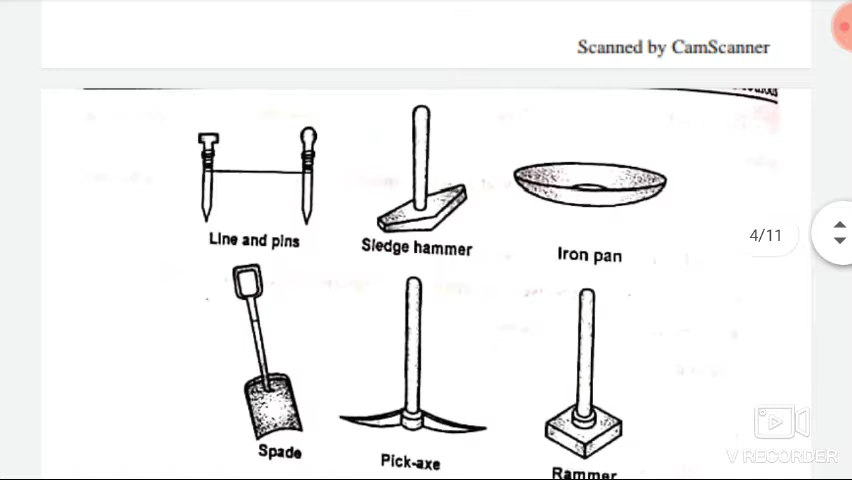 Scanned by CamScanner
Line and pins
Sledge hammer
Iron pan
4/11
Spade
Pick-axe
Rammer
V RECORDER